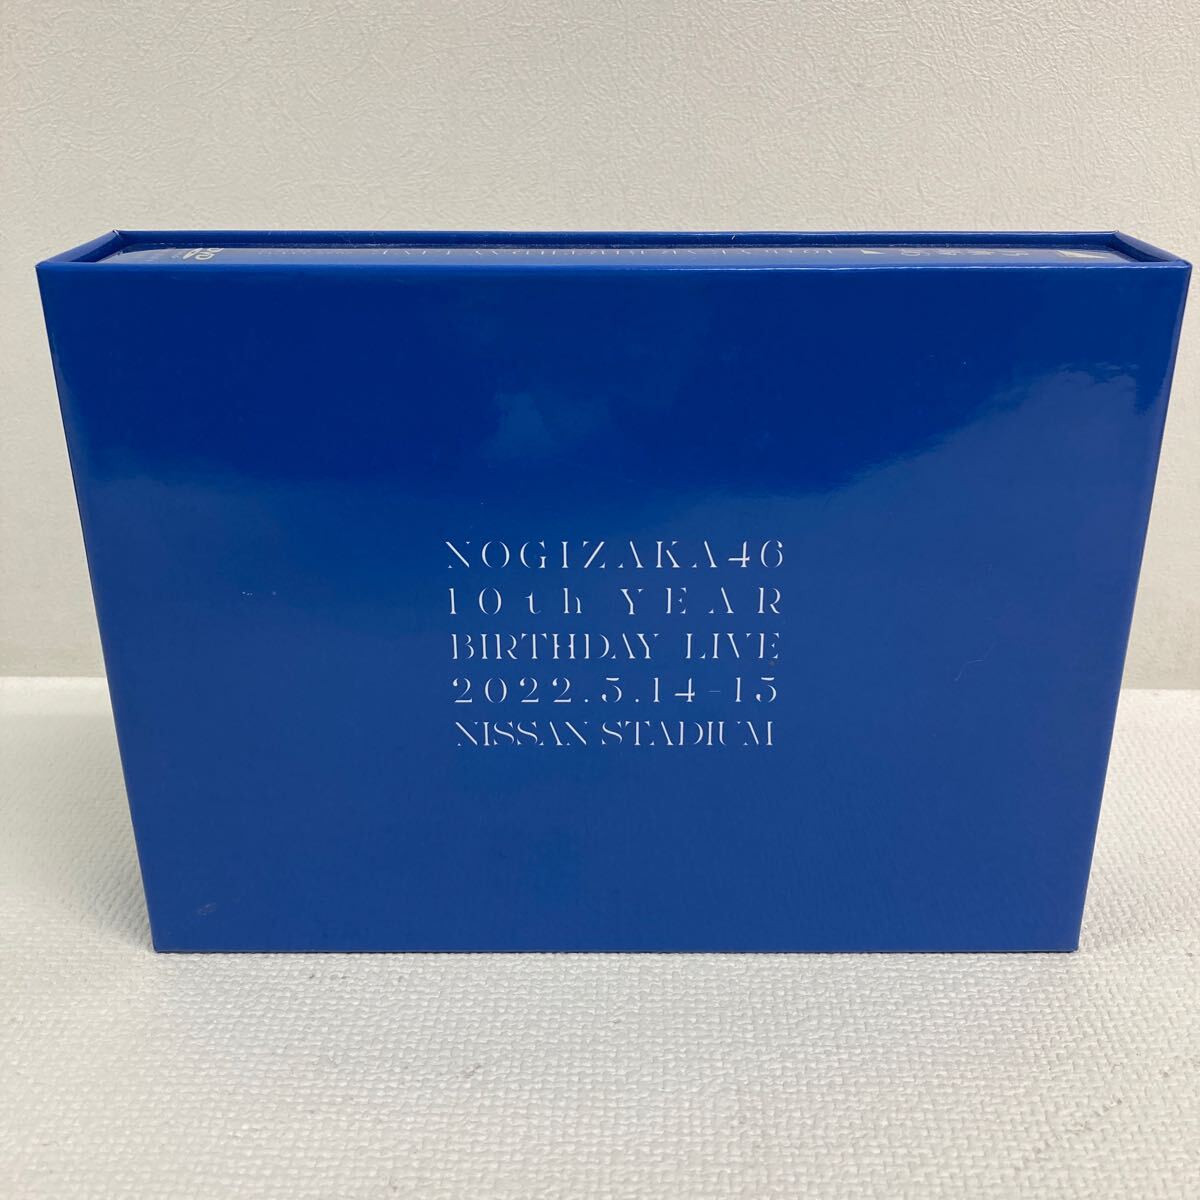 NOGIZAKA46
10th YEAR
BIRTHDAY LIVE
2022.5.14-15
NISSAN STADIUM